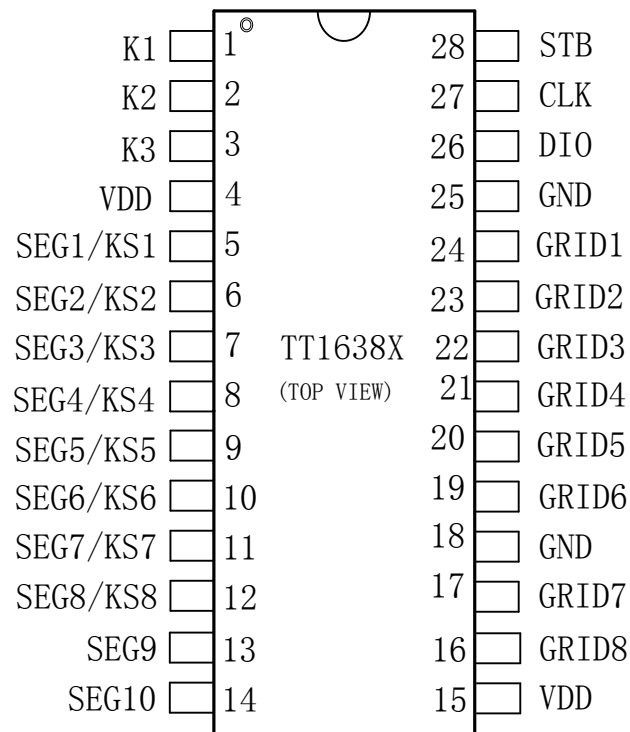 K1 1 28 STB
K2 2 27 CLK
K3 3 26 DIO
VDD 4 25 GND
SEG1/KS1 5 24 GRID1
SEG2/KS2 6 23 GRID2
SEG3/KS3 7 TT1638X 22 GRID3
SEG4/KS4 8 (TOP VIEW) 21 GRID4
SEG5/KS5 9 20 GRID5
SEG6/KS6 10 19 GRID6
SEG7/KS7 11 18 GND
SEG8/KS8 12 17 GRID7
SEG9 13 16 GRID8
SEG10 14 15 VDD